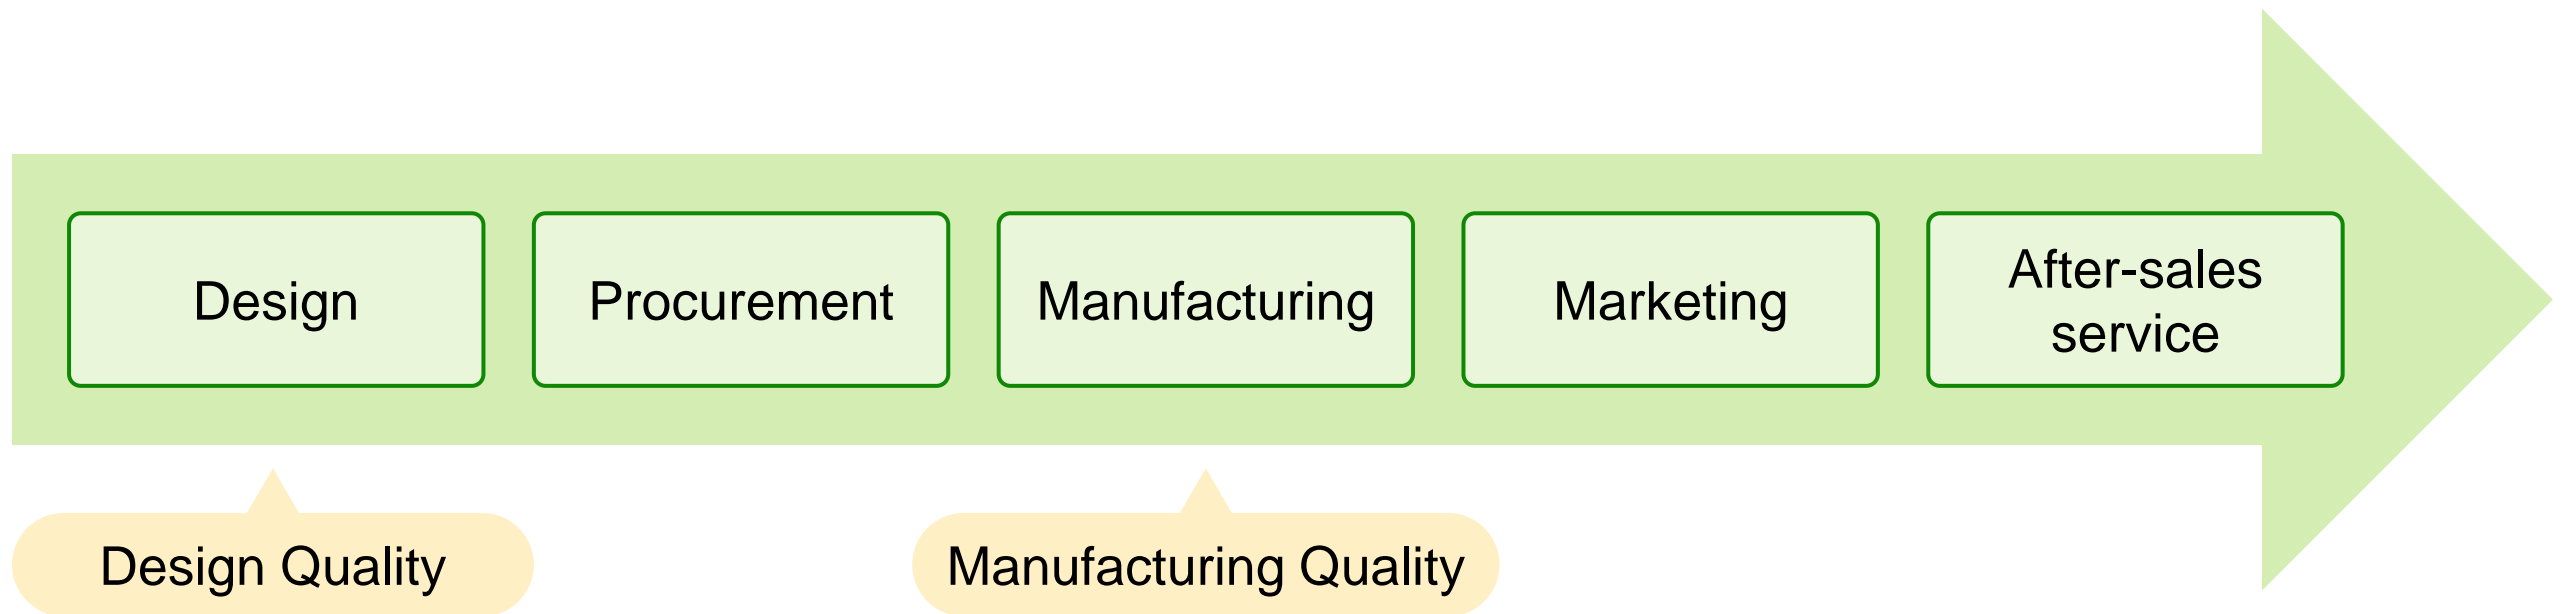 Design
Procurement
Manufacturing
Marketing
After-sales
service
Design Quality
Manufacturing Quality